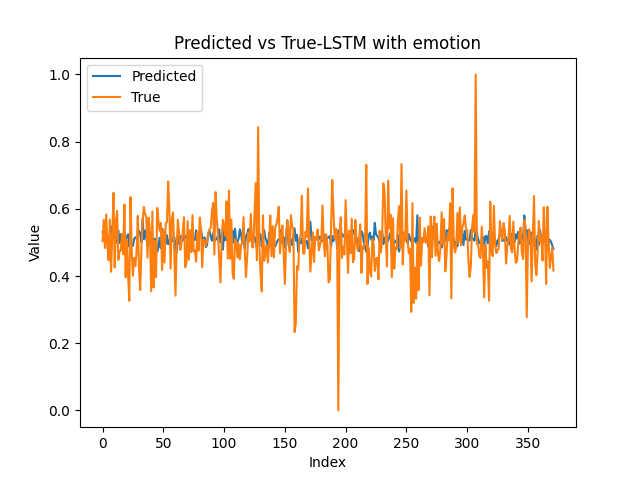 Predicted vs True-LSTM with emotion
Predicted
True
Value
1.0
0.8
0.6
0.4
0.2
0.0
0 50 100 150 200 250 300 350
Index